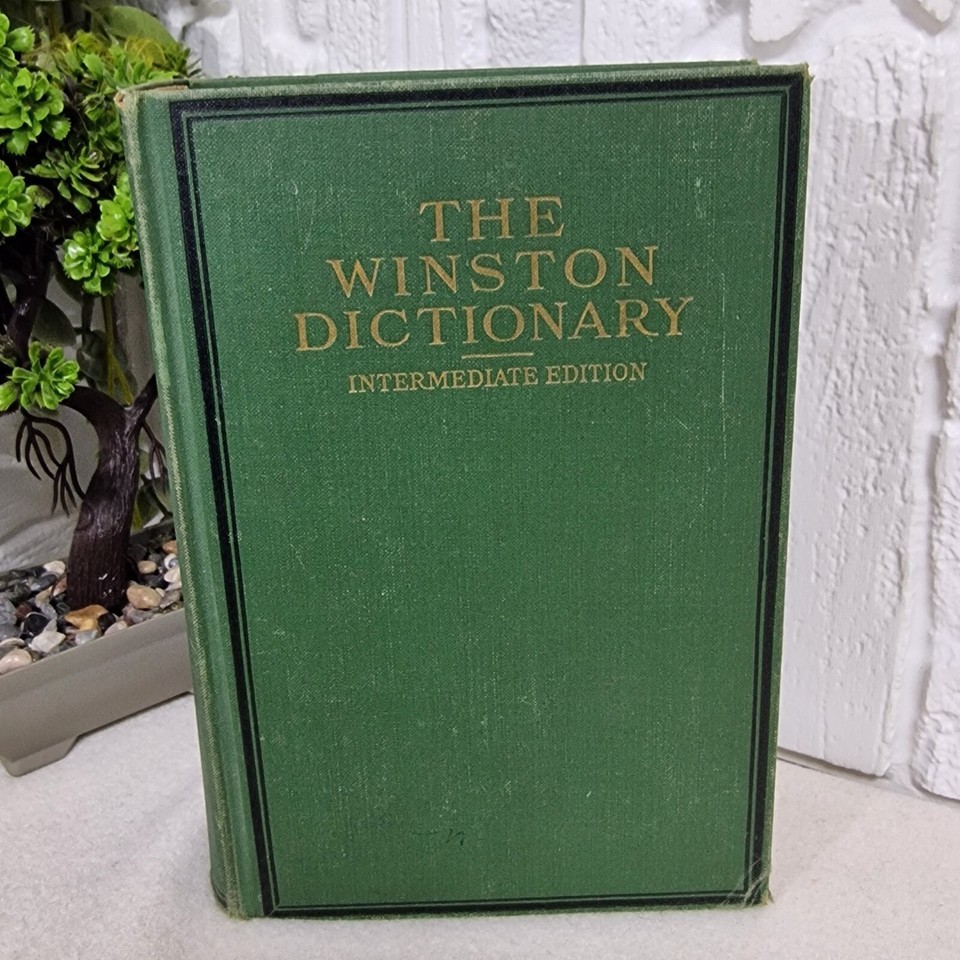 THE
WINSTON
DICTIONARY
INTERMEDIATE EDITION